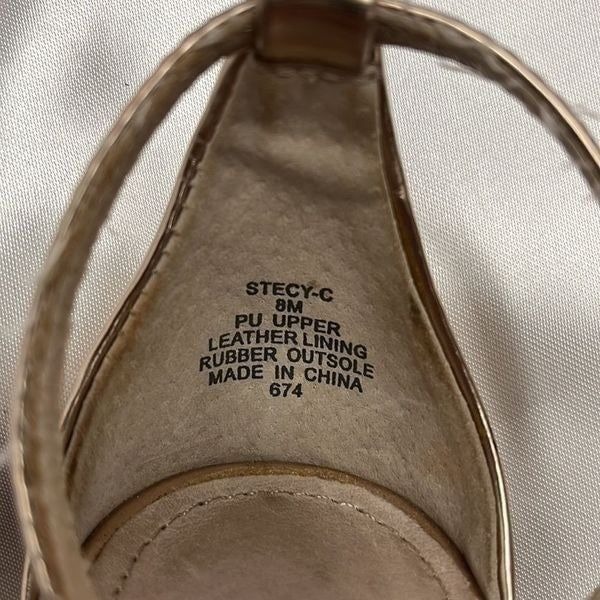 STECY-C
8M
PU UPPER
LEATHER LINING
RUBBER OUTSOLE
MADE IN CHINA
674